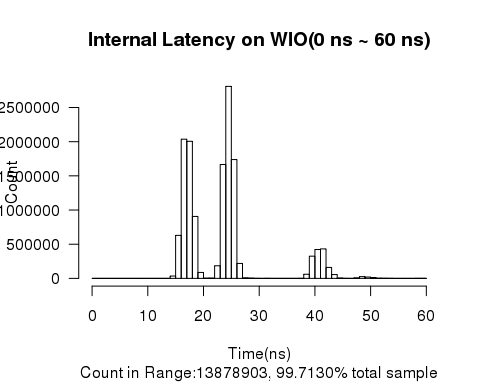 Internal Latency on WIO(0 ns ~ 60 ns)
2500000
2000000
1500000
1000000
500000
0
Count
0 10 20 30 40 50 60
Time(ns)
Count in Range:13878903, 99.7130% total sample